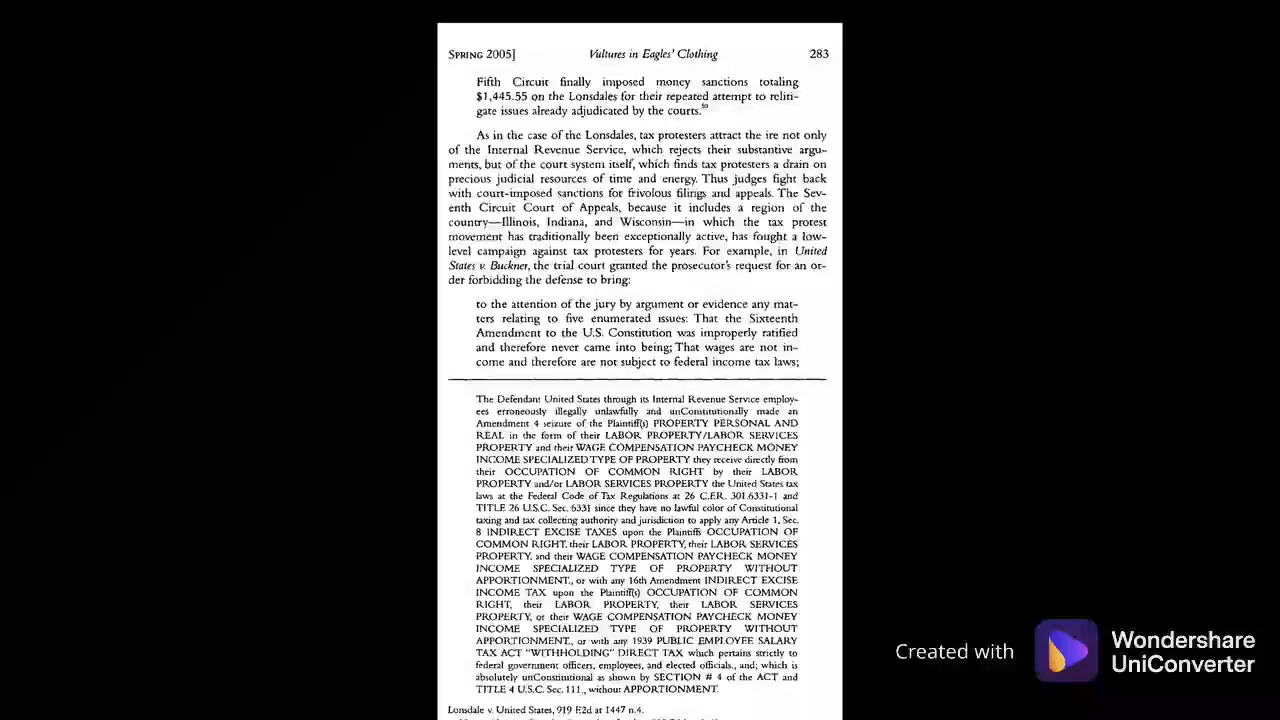 SPRING 2005] Vultures in Eagles' Clothing 283
Fifth Circuit finally imposed money sanctions totaling
$1,445.55 on the Lonsdales for their repeated attempt to reliti-
gate issues already adjudicated by the courts.50
As in the case of the Lonsdales, tax protesters attract the ire not only
of the Internal Revenue Service, which rejects their substantive argu-
ments, but of the court system itself, which finds tax protesters a drain on
precious judicial resources of time and energy. Thus judges fight back
with court-imposed sanctions for frivolous filings and appeals. The Sev-
enth Circuit Court of Appeals, because it includes a region of the
country—Illinois, Indiana, and Wisconsin—in which the tax protest
movement has traditionally been exceptionally active, has fought a low-
level campaign against tax protesters for years. For example, in United
States v. Buckner, the trial court granted the prosecutor's request for an or-
der forbidding the defense to bring:
to the attention of the jury by argument or evidence any mat-
ters relating to five enumerated issues: That the Sixteenth
Amendment to the U.S. Constitution was improperly ratified
and therefore never came into being; That wages are not in-
come and therefore are not subject to federal income tax laws;
The Defendant United States through its Internal Revenue Service employ-
ees erroneously illegally unlawfully and unConstitutionally made an
Amendment 4 seizure of the Plaintiff(s) PROPERTY PERSONAL AND
REAL in the form of their LABOR PROPERTY/LABOR SERVICES
PROPERTY and their WAGE COMPENSATION PAYCHECK MONEY
INCOME SPECIALIZED TYPE OF PROPERTY they receive directly from
their OCCUPATION OF COMMON RIGHT by their LABOR
PROPERTY and/or LABOR SERVICES PROPERTY the United States tax
laws at the Federal Code of Tax Regulations at 26 C.F.R. 301.6331-1 and
TITLE 26 U.S.C. Sec. 6331 since they have no lawful color of Constitutional
taxing and tax collecting authority and jurisdiction to apply any Article 1, Sec.
8 INDIRECT EXCISE TAXES upon the Plaintiffs OCCUPATION OF
COMMON RIGHT, their LABOR PROPERTY, their LABOR SERVICES
PROPERTY, and their WAGE COMPENSATION PAYCHECK MONEY
INCOME SPECIALIZED TYPE OF PROPERTY WITHOUT
APPORTIONMENT., or with any 16th Amendment INDIRECT EXCISE
INCOME TAX upon the Plaintiff(s) OCCUPATION OF COMMON
RIGHT, their LABOR PROPERTY, their LABOR SERVICES
PROPERTY, or their WAGE COMPENSATION PAYCHECK MONEY
INCOME SPECIALIZED TYPE OF PROPERTY WITHOUT
APPORTIONMENT., or with any 1939 PUBLIC EMPLOYEE SALARY
TAX ACT "WITHHOLDING" DIRECT TAX which pertains strictly to
federal government officers, employees, and elected officials., and; which is
absolutely unConstitutional as shown by SECTION # 4 of the ACT and
TITLE 4 U.S.C. Sec. 111., without APPORTIONMENT.
Lonsdale v. United States, 919 F.2d at 1447 n.4.
Created with Wondershare
UniConverter